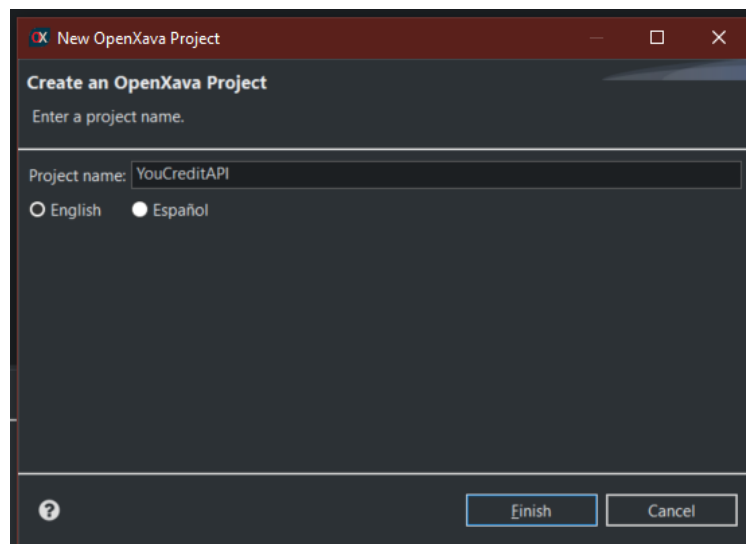 OX New OpenXava Project
Create an OpenXava Project
Enter a project name.
Project name: YouCreditAPI
English Español
Finish Cancel